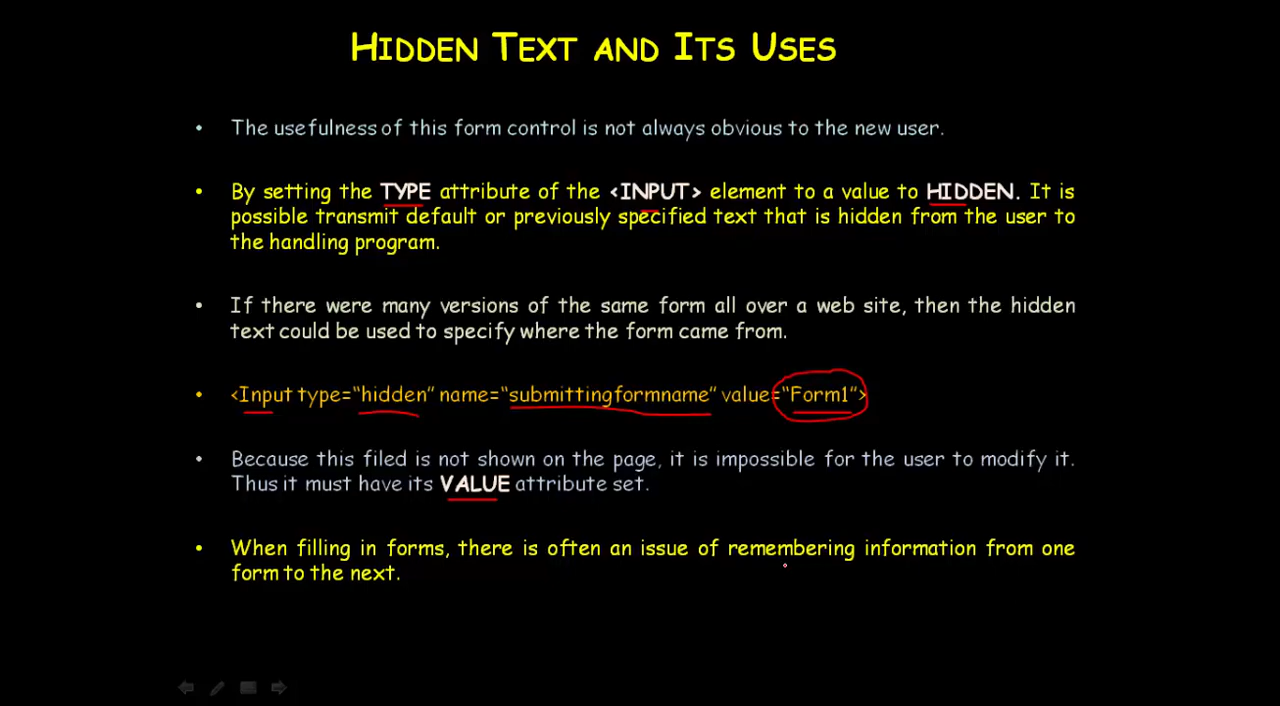 HIDDEN TEXT AND ITS USES
• The usefulness of this form control is not always obvious to the new user.
• By setting the TYPE attribute of the <INPUT> element to a value to HIDDEN. It is
possible transmit default or previously specified text that is hidden from the user to
the handling program.
• If there were many versions of the same form all over a web site, then the hidden
text could be used to specify where the form came from.
• <Input type=“hidden” name=“submittingformname” value=“Form1”>
• Because this filed is not shown on the page, it is impossible for the user to modify it.
Thus it must have its VALUE attribute set.
• When filling in forms, there is often an issue of remembering information from one
form to the next.